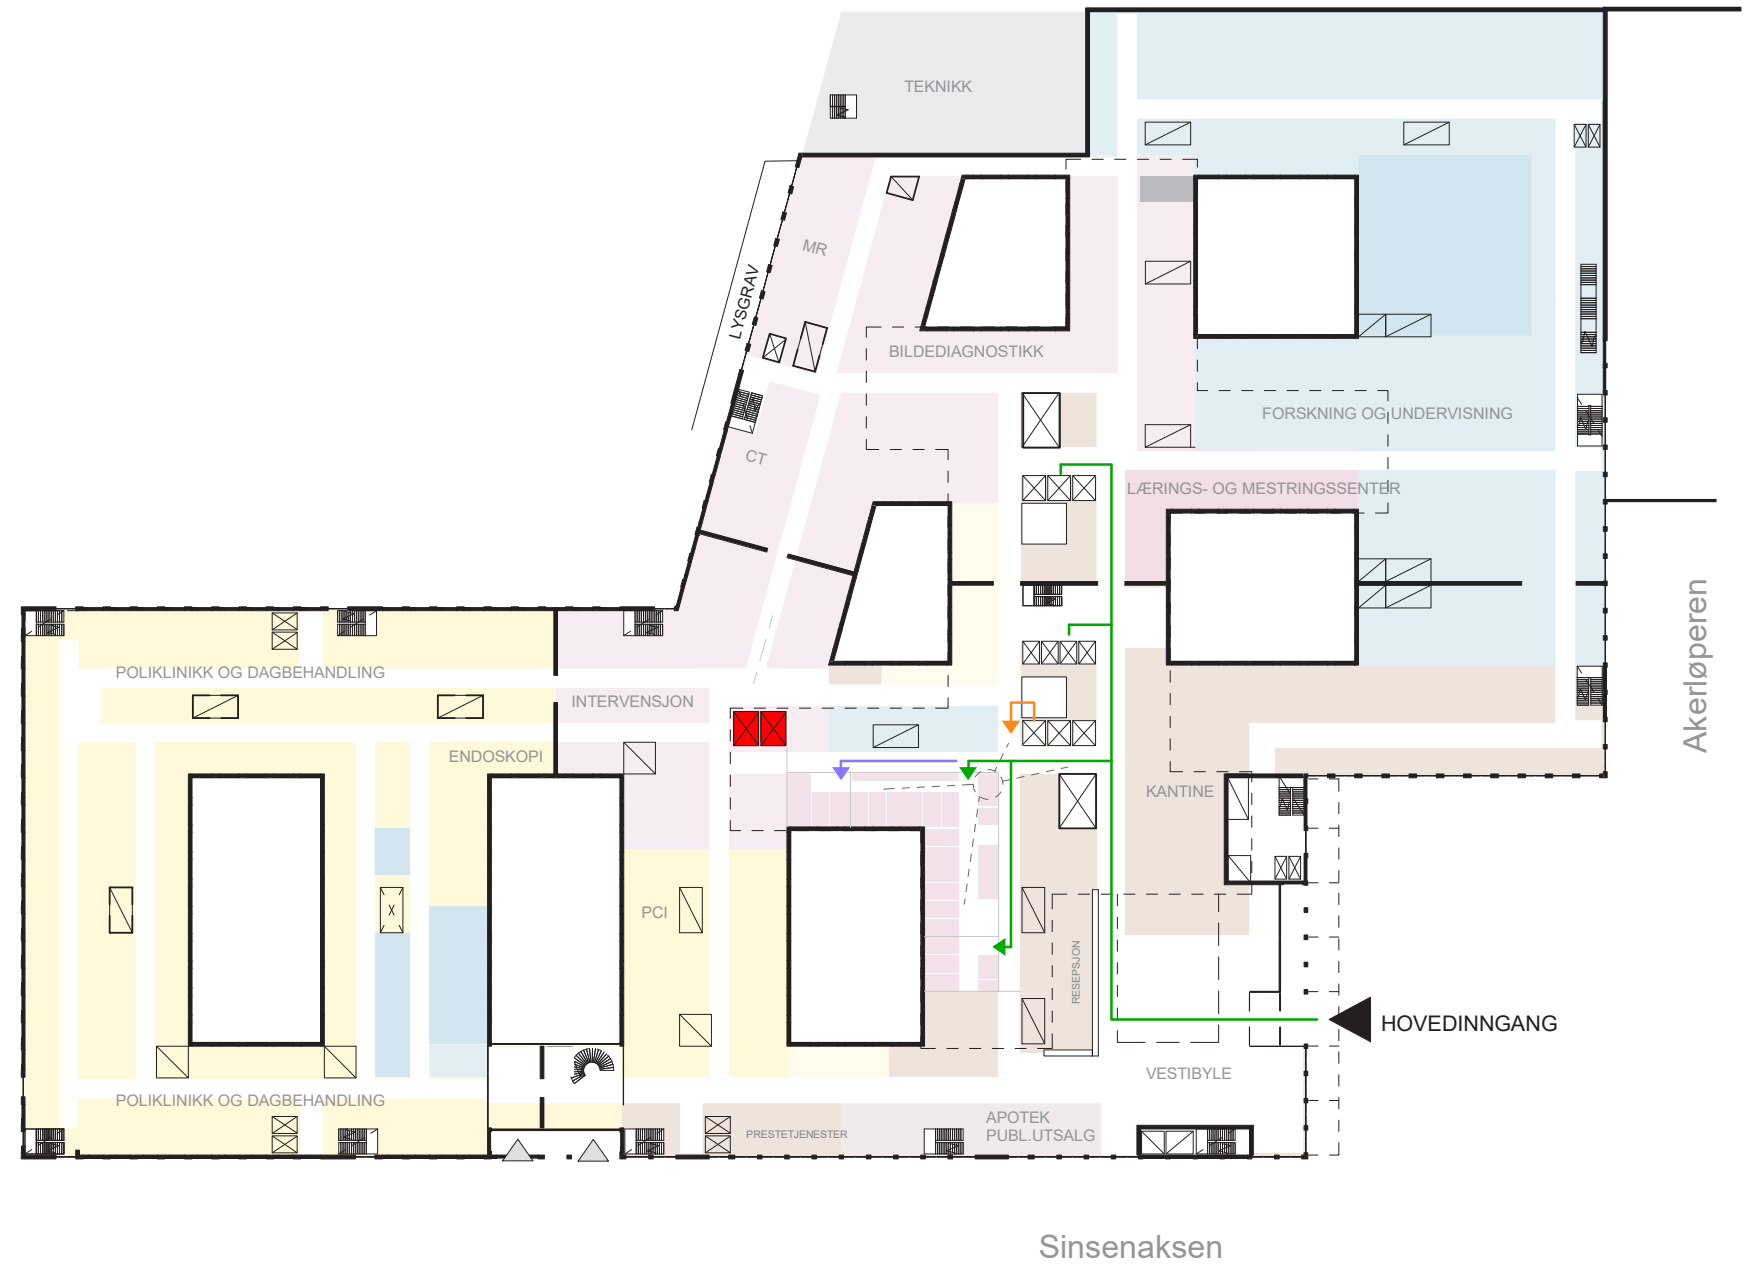 TEKNIKK
MR
LYSGRAV
BILDEDIAGNOSTIKK
FORSKNING OG UNDERVISNING
CT
LÆRINGS- OG MESTRINGSSENTER
Akerløperen
POLIKLINIKK OG DAGBEHANDLING
INTERVENSJON
ENDOSKOPI
KANTINE
PCI
RESEPSJON
HOVEDINNGANG
VESTIBYLE
POLIKLINIKK OG DAGBEHANDLING
PRESTETJENESTER
APOTEK
PUBL.UTSALG
Sinsenaksen